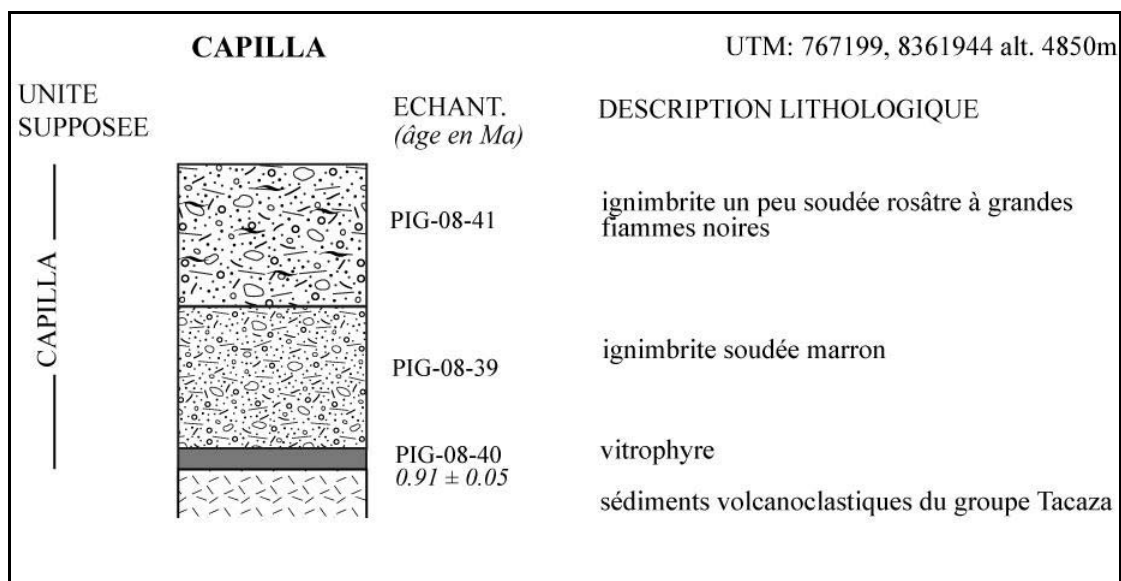 CAPILLA
UTM: 767199, 8361944 alt. 4850m
UNITE
SUPPOSEE
ECHANT.
(âge en Ma)
DESCRIPTION LITHOLOGIQUE
CAPILLA
PIG-08-41
ignimbrite un peu soudée rosâtre à grandes
fiammes noires
PIG-08-39
ignimbrite soudée marron
PIG-08-40
0.91 ± 0.05
vitrophyre
sédiments volcanoclastiques du groupe Tacaza